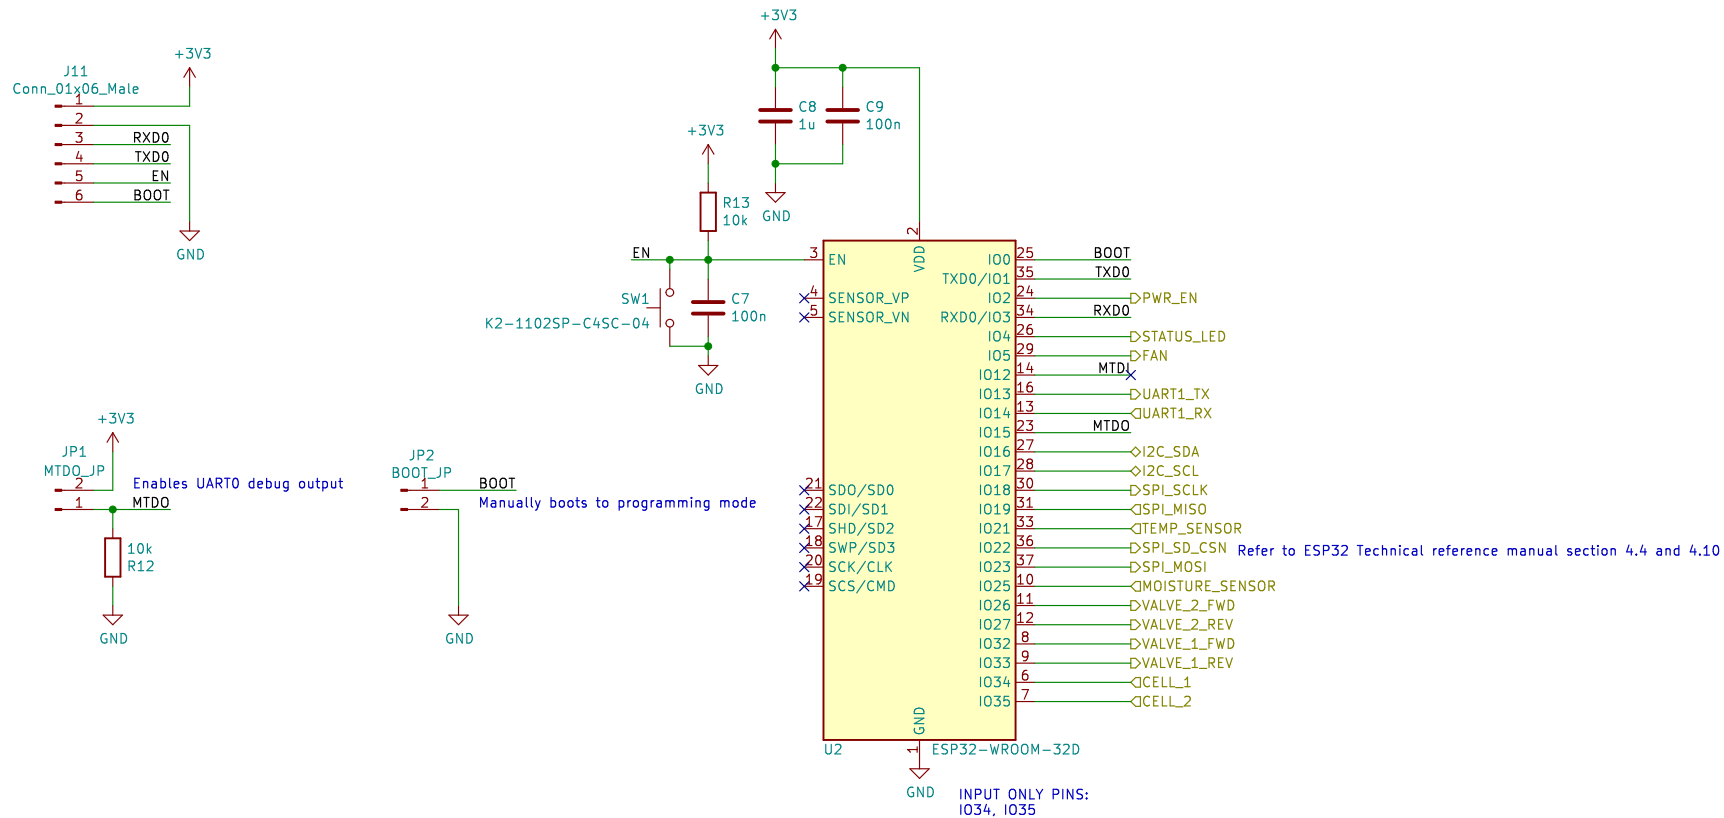 +3V3
J11
Conn_01x06_Male
1
2
3 RXD0
4 TXD0
5 EN
6 BOOT
GND
+3V3
C8
1u
C9
100n
GND
+3V3
R13
10k
EN
SW1
K2-1102SP-C4SC-04
C7
100n
GND
+3V3
JP1
MTDO_JP
2
1 MTDO
Enables UART0 debug output
10k
R12
GND
JP2
BOOT_JP
1 BOOT
2
Manually boots to programming mode
GND
2
VDD
3 EN
4 SENSOR_VP
5 SENSOR_VN
21 SDO/SD0
22 SDI/SD1
17 SHD/SD2
18 SWP/SD3
20 SCK/CLK
19 SCS/CMD
IO0 25 BOOT
TXD0/IO1 35 TXD0
IO2 24 PWR_EN
RXD0/IO3 34 RXD0
IO4 26 STATUS_LED
IO5 29 FAN
IO12 14 MTDI
IO13 16 UART1_TX
IO14 13 UART1_RX
IO15 23 MTDO
IO16 27 I2C_SDA
IO17 28 I2C_SCL
IO18 30 SPI_SCLK
IO19 31 SPI_MISO
IO21 33 TEMP_SENSOR
IO22 36 SPI_SD_CSN
IO23 37 SPI_MOSI
IO25 10 MOISTURE_SENSOR
IO26 11 VALVE_2_FWD
IO27 12 VALVE_2_REV
IO32 8 VALVE_1_FWD
IO33 9 VALVE_1_REV
IO34 6 CELL_1
IO35 7 CELL_2
Refer to ESP32 Technical reference manual section 4.4 and 4.10
GND
1
U2
ESP32-WROOM-32D
GND
INPUT ONLY PINS:
IO34, IO35